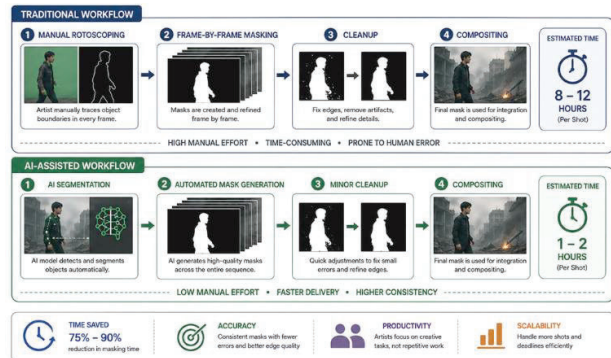 TRADITIONAL WORKFLOW
1 MANUAL ROTOSCOPING
Artist manually traces object
boundaries in every frame.
2 FRAME-BY-FRAME MASKING
Masks are created and refined
frame by frame.
3 CLEANUP
Fix edges, remove artifacts,
and refine details.
4 COMPOSITING
Final mask is used for integration
and compositing.
ESTIMATED TIME
8 – 12
HOURS
(Per Shot)
HIGH MANUAL EFFORT • TIME-CONSUMING • PRONE TO HUMAN ERROR
AI-ASSISTED WORKFLOW
1 AI SEGMENTATION
AI model detects and segments
objects automatically.
2 AUTOMATED MASK GENERATION
AI generates high-quality masks
across the entire sequence.
3 MINOR CLEANUP
Quick adjustments to fix small
errors and refine edges.
4 COMPOSITING
Final mask is used for integration
and compositing.
ESTIMATED TIME
1 – 2
HOURS
(Per Shot)
LOW MANUAL EFFORT • FASTER DELIVERY • HIGHER CONSISTENCY
TIME SAVED
75% – 90%
reduction in masking time
ACCURACY
Consistent masks with fewer
errors and better edge quality
PRODUCTIVITY
Artists focus on creative
tasks, not repetitive work
SCALABILITY
Handle more shots and
deadlines efficiently